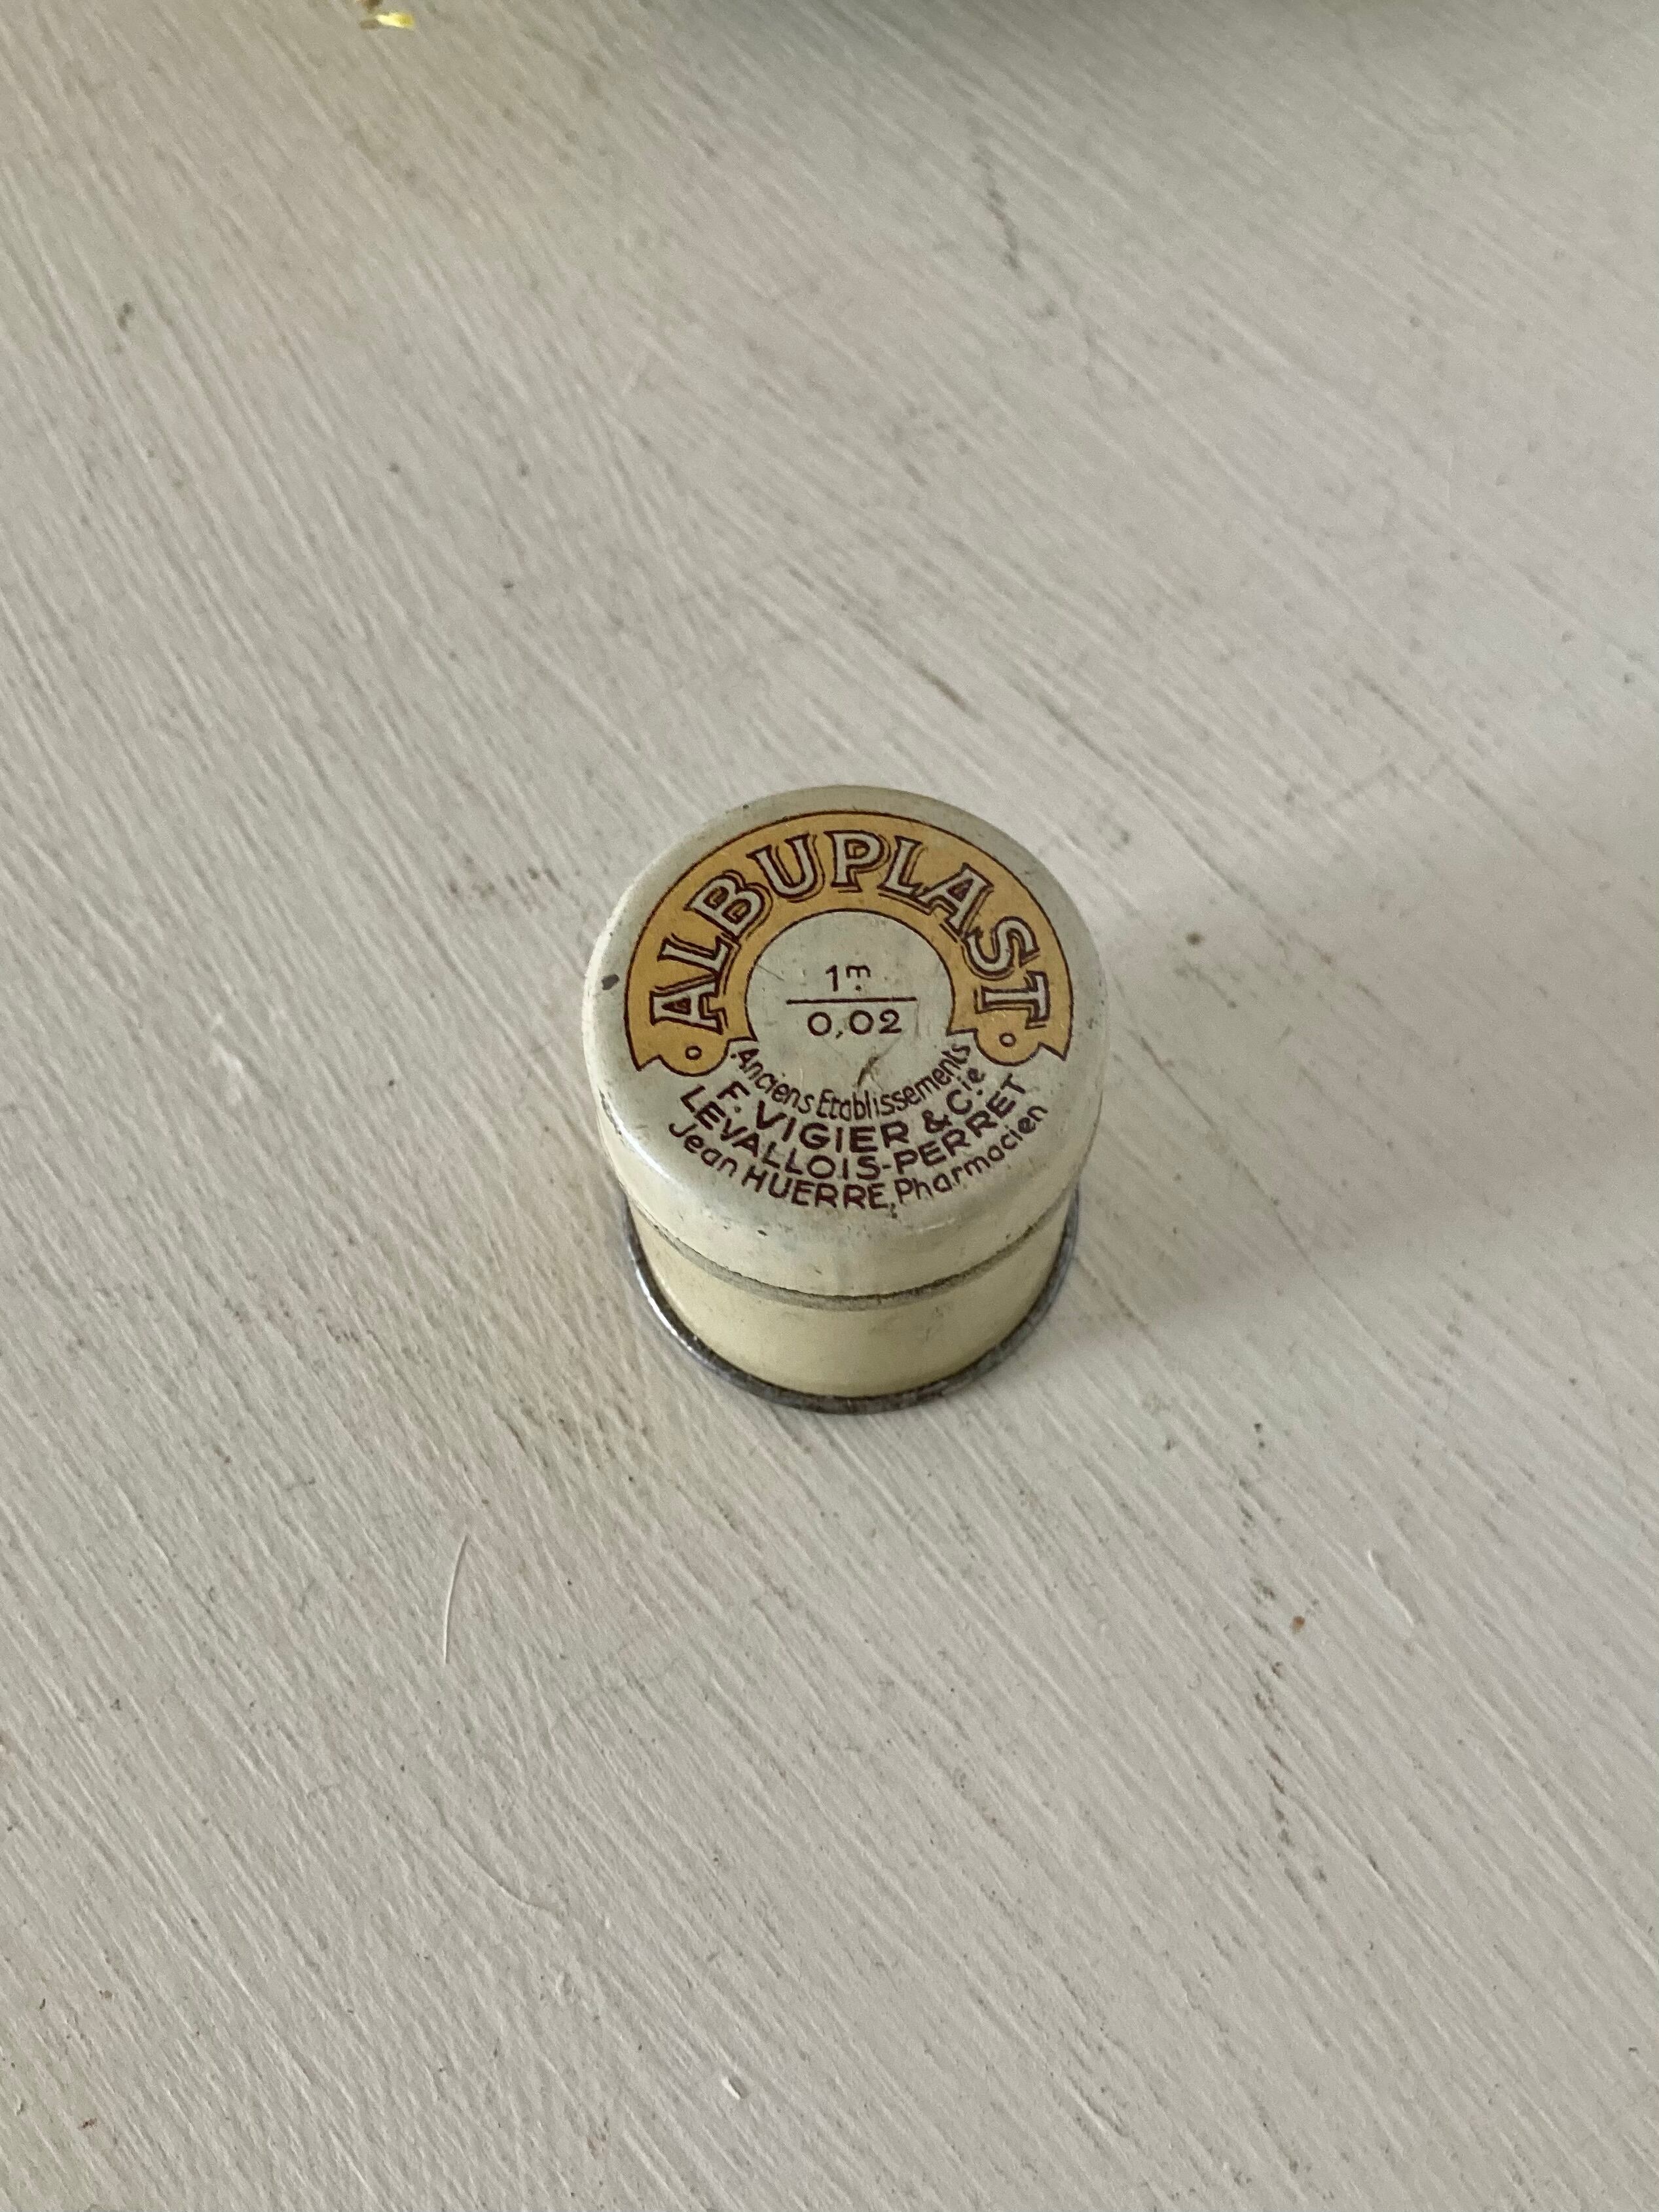 ALBUPLAST
1m
0,02
Anciens Etablissements
F. VIGIER & Cie
LEVALLOIS-PERRET
Jean HUERRE, Pharmacien